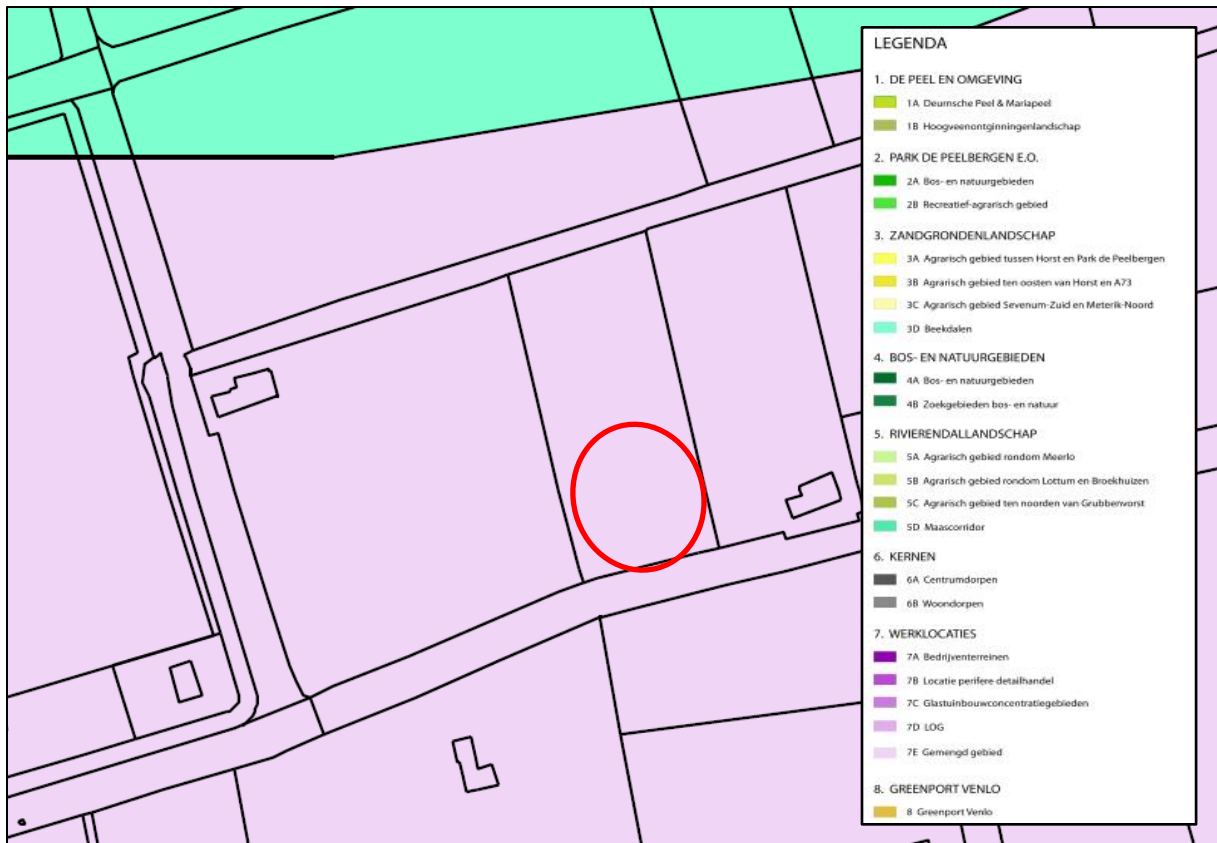 LEGENDA
1. DE PEEL EN OMGEVING
1A Deurnsche Peel & Mariapeel
1B Hoogveenontginningenlandschap
2. PARK DE PEELBERGEN E.O.
2A Bos- en natuurgebieden
2B Recreatief-agrarisch gebied
3. ZANDGRONDENLANDSCHAP
3A Agrarisch gebied tussen Horst en Park de Peelbergen
3B Agrarisch gebied ten oosten van Horst en A73
3C Agrarisch gebied Sevenum-Zuid en Meterik-Noord
3D Beekdalen
4. BOS- EN NATUURGEBIEDEN
4A Bos- en natuurgebieden
4B Zoekgebieden bos- en natuur
5. RIVIERENDALLANDSCHAP
5A Agrarisch gebied rondom Meerlo
5B Agrarisch gebied rondom Lottum en Broekhuizen
5C Agrarisch gebied ten noorden van Grubbenvorst
5D Maascorridor
6. KERNEN
6A Centrumdorpen
6B Woondorpen
7. WERKLOCATIES
7A Bedrijventerreinen
7B Locatie perifere detailhandel
7C Glastuinbouwconcentratiegebieden
7D LOG
7E Gemengd gebied
8. GREENPORT VENLO
8 Greenport Venlo